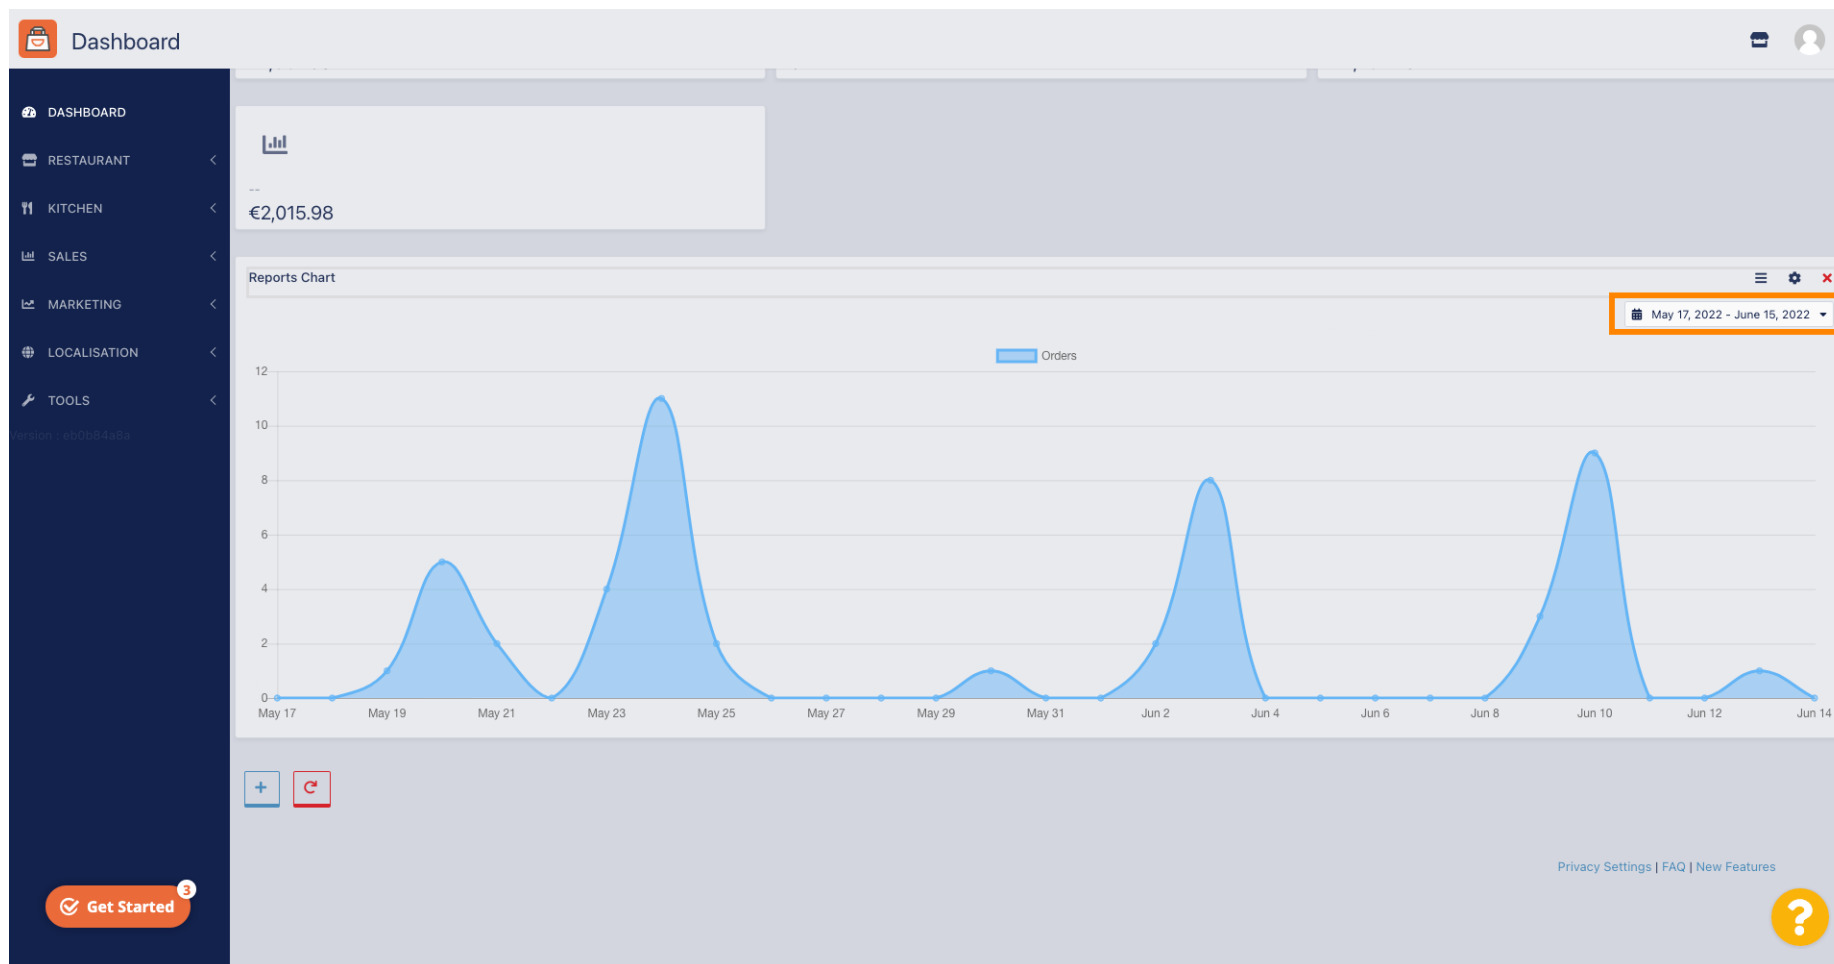 Dashboard
DASHBOARD
RESTAURANT
KITCHEN
SALES
MARKETING
LOCALISATION
TOOLS
Version : eb0b84a8a
--
€2,015.98
Reports Chart
May 17, 2022 - June 15, 2022
Orders
12
10
8
6
4
2
0
May 17 May 19 May 21 May 23 May 25 May 27 May 29 May 31 Jun 2 Jun 4 Jun 6 Jun 8 Jun 10 Jun 12 Jun 14
+
Privacy Settings | FAQ | New Features
3
Get Started
?